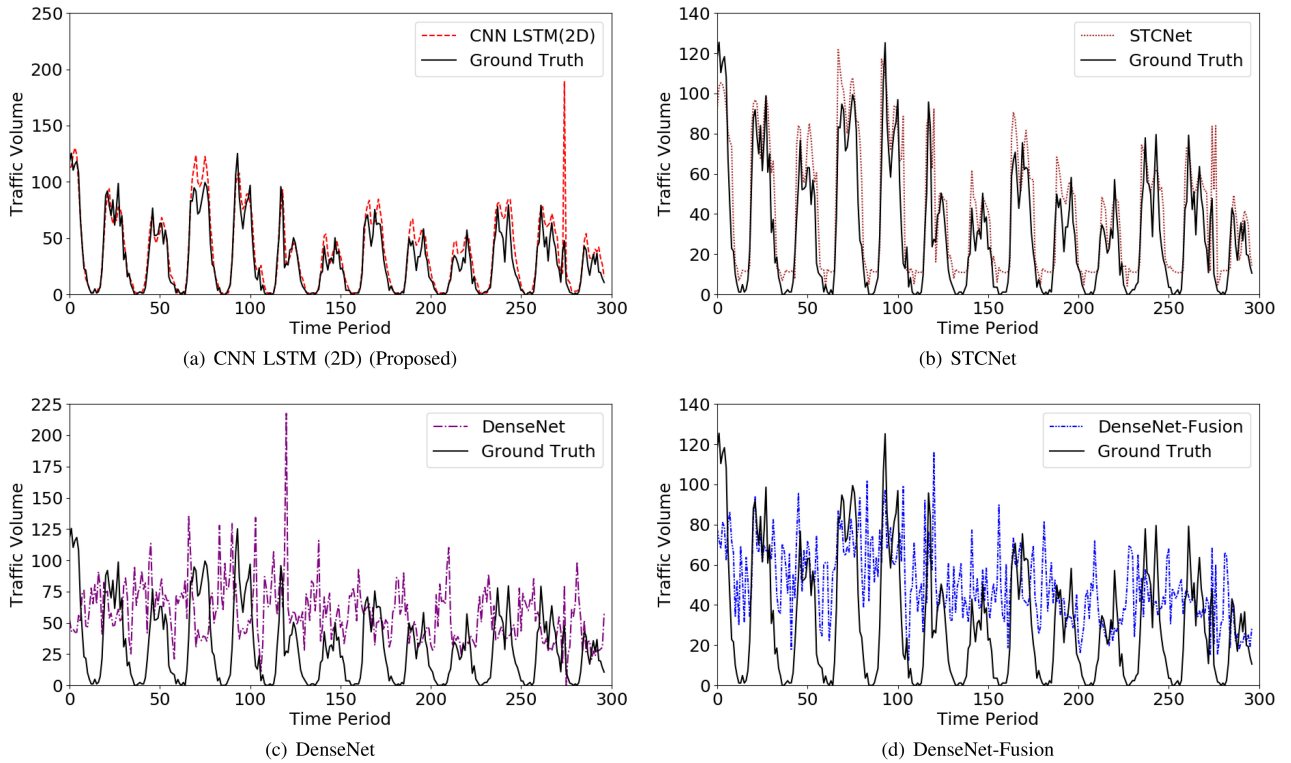 250
200
150
100
50
0
Traffic Volume
CNN LSTM(2D)
Ground Truth
0 50 100 150 200 250 300
Time Period
(a) CNN LSTM (2D) (Proposed)
140
120
100
80
60
40
20
0
Traffic Volume
STCNet
Ground Truth
0 50 100 150 200 250 300
Time Period
(b) STCNet
225
200
175
150
125
100
75
50
25
0
Traffic Volume
DenseNet
Ground Truth
0 50 100 150 200 250 300
Time Period
(c) DenseNet
140
120
100
80
60
40
20
0
Traffic Volume
DenseNet-Fusion
Ground Truth
0 50 100 150 200 250 300
Time Period
(d) DenseNet-Fusion